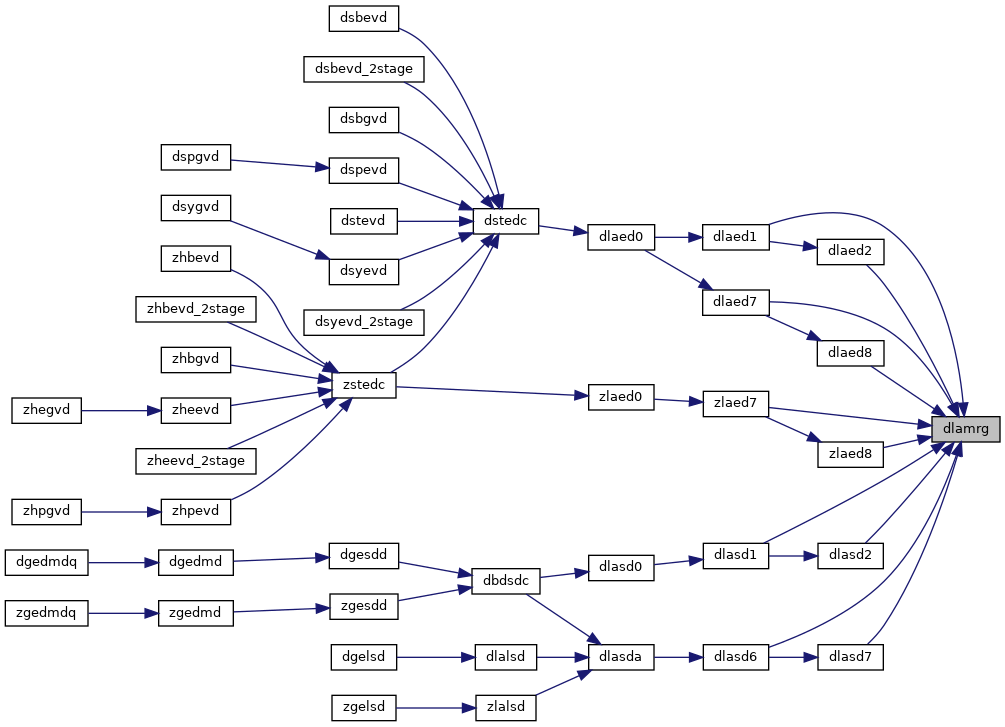 dsbevd
dsbevd_2stage
dsbgvd
dspgvd
dspevd
dsygvd
dstevd
dstedc
zhbevd
dsyevd
dlaed0
dlaed1
dlaed2
zhbevd_2stage
dsyevd_2stage
dlaed7
zhbgvd
dlaed8
zstedc
zhegvd
zheevd
zlaed0
zlaed7
dlamrg
zheevd_2stage
zlaed8
zhpgvd
zhpevd
dgedmdq
dgedmd
dgesdd
dlasd1
dlasd2
dbdsdc
dlasd0
zgedmdq
zgedmd
zgesdd
dgelsd
dlalsd
dlasda
dlasd6
dlasd7
zgelsd
zlalsd